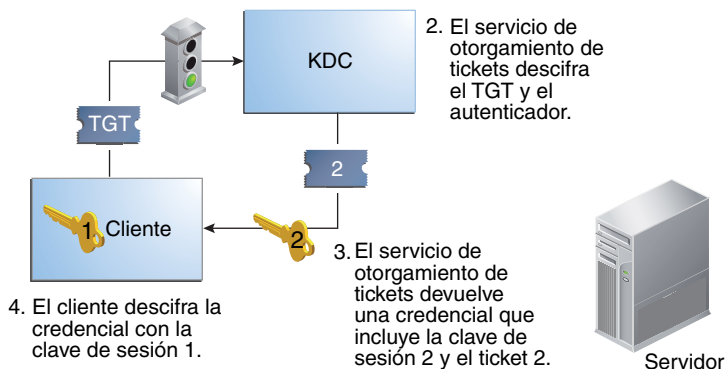 KDC
2. El servicio de
otorgamiento de
tickets descifra
el TGT y el
autenticador.
TGT
2
1
Cliente
2
3. El servicio de
otorgamiento de
tickets devuelve
una credencial que
incluye la clave de
sesión 2 y el ticket 2.
4. El cliente descifra la
credencial con la
clave de sesión 1.
Servidor